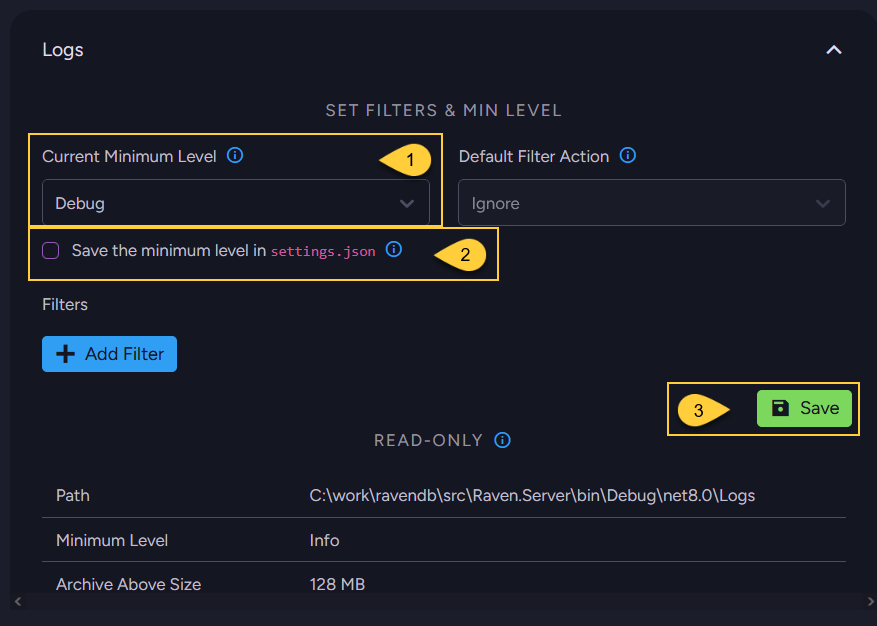 Logs
SET FILTERS & MIN LEVEL
Current Minimum Level
1
Default Filter Action
Debug
Ignore
Save the minimum level in settings.json
2
Filters
Add Filter
3
Save
READ-ONLY
Path C:\work\ravendb\src\Raven.Server\bin\Debug\net8.0\Logs
Minimum Level Info
Archive Above Size 128 MB